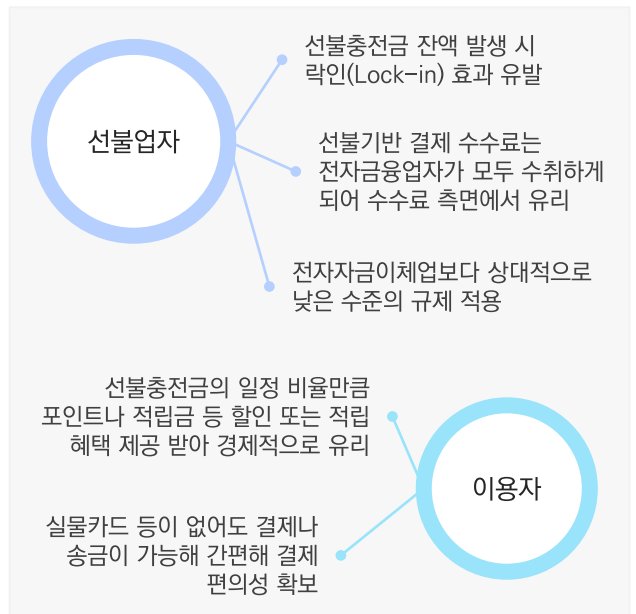 선불업자
선불충전금 잔액 발생 시
락인(Lock-in) 효과 유발
선불기반 결제 수수료는
전자금융업자가 모두 수취하게
되어 수수료 측면에서 유리
전자자금이체업보다 상대적으로
낮은 수준의 규제 적용
선불충전금의 일정 비율만큼
포인트나 적립금 등 할인 또는 적립
혜택 제공 받아 경제적으로 유리
이용자
실물카드 등이 없어도 결제나
송금이 가능해 간편해 결제
편의성 확보